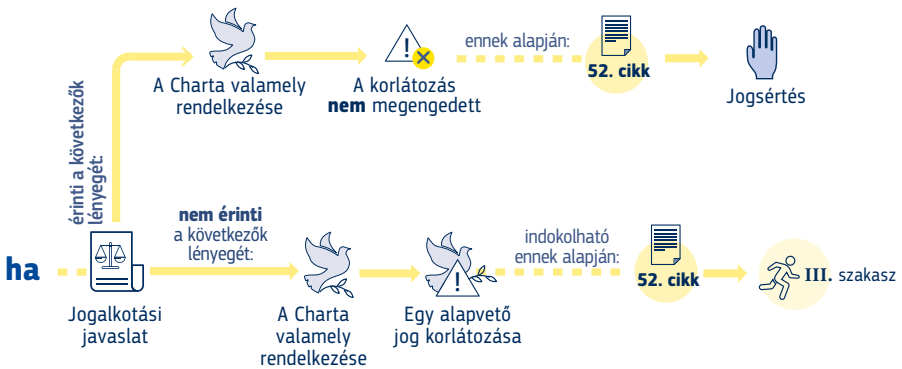 érinti a következők
lényegét:
A Charta valamely
rendelkezése
!
A korlátozás
nem megengedett
ennek alapján:
52. cikk
Jogsértés
ha
Jogalkotási
javaslat
nem érinti
a következők
lényegét:
A Charta
valamely
rendelkezése
!
Egy alapvető
jog korlátozása
indokolható
ennek alapján:
52. cikk
III. szakasz